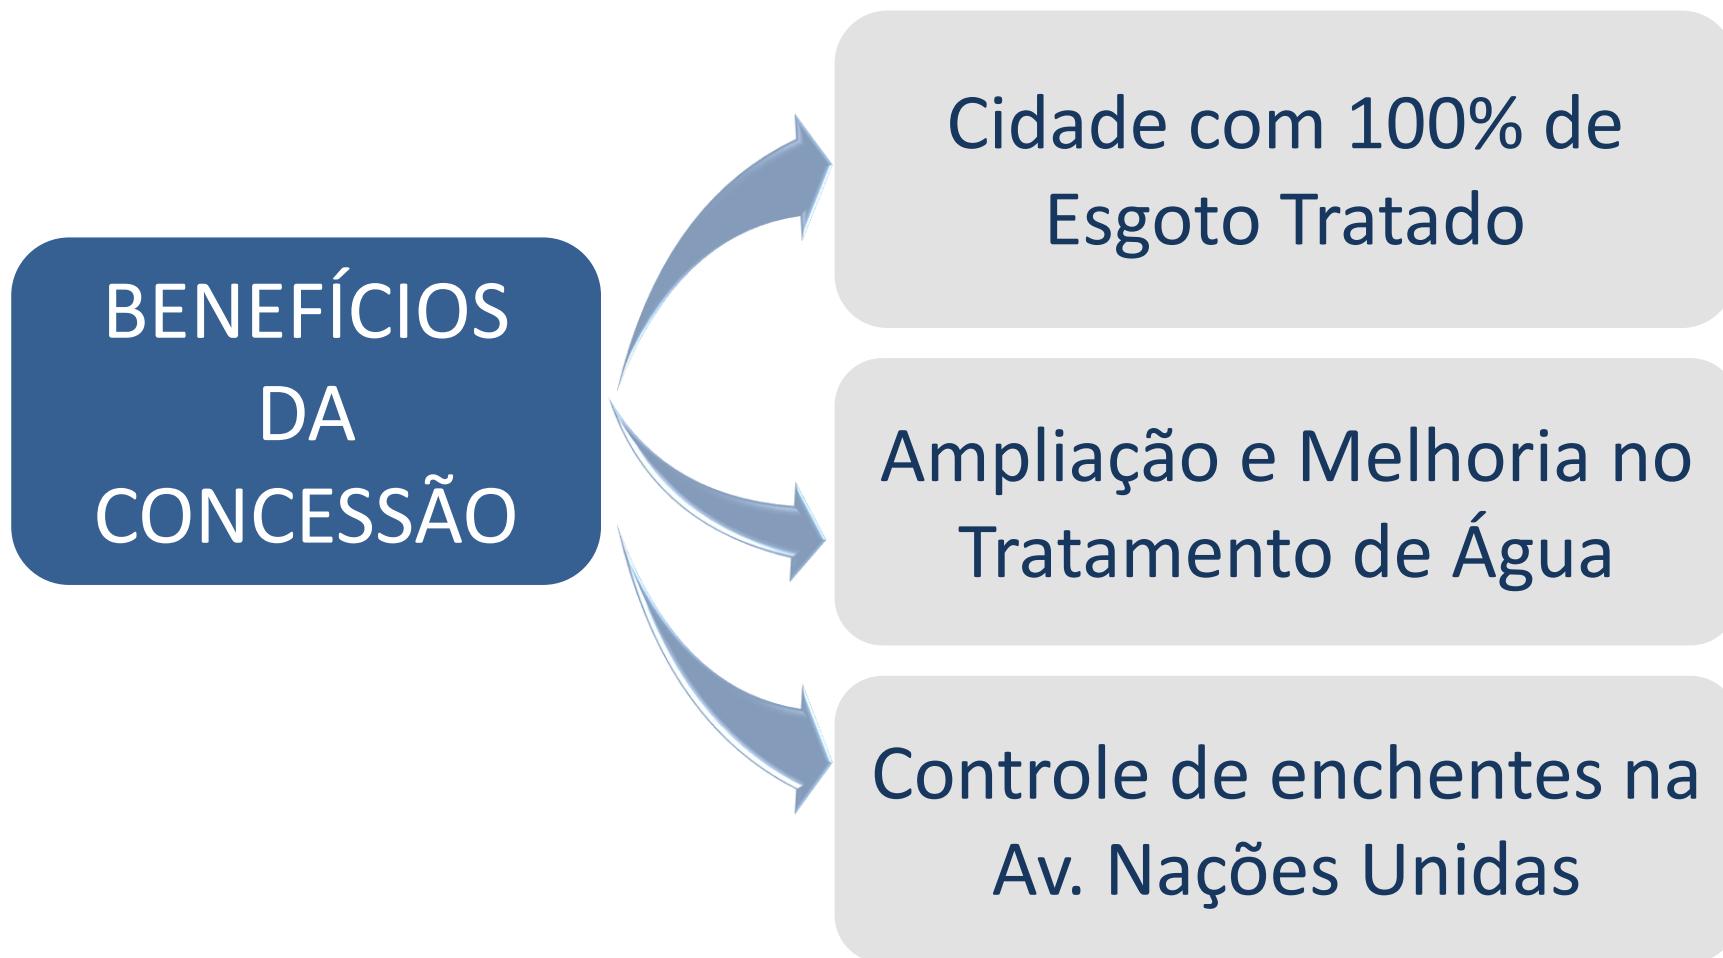 BENEFÍCIOS
DA
CONCESSÃO
Cidade com 100% de
Esgoto Tratado
Ampliação e Melhoria no
Tratamento de Água
Controle de enchentes na
Av. Nações Unidas